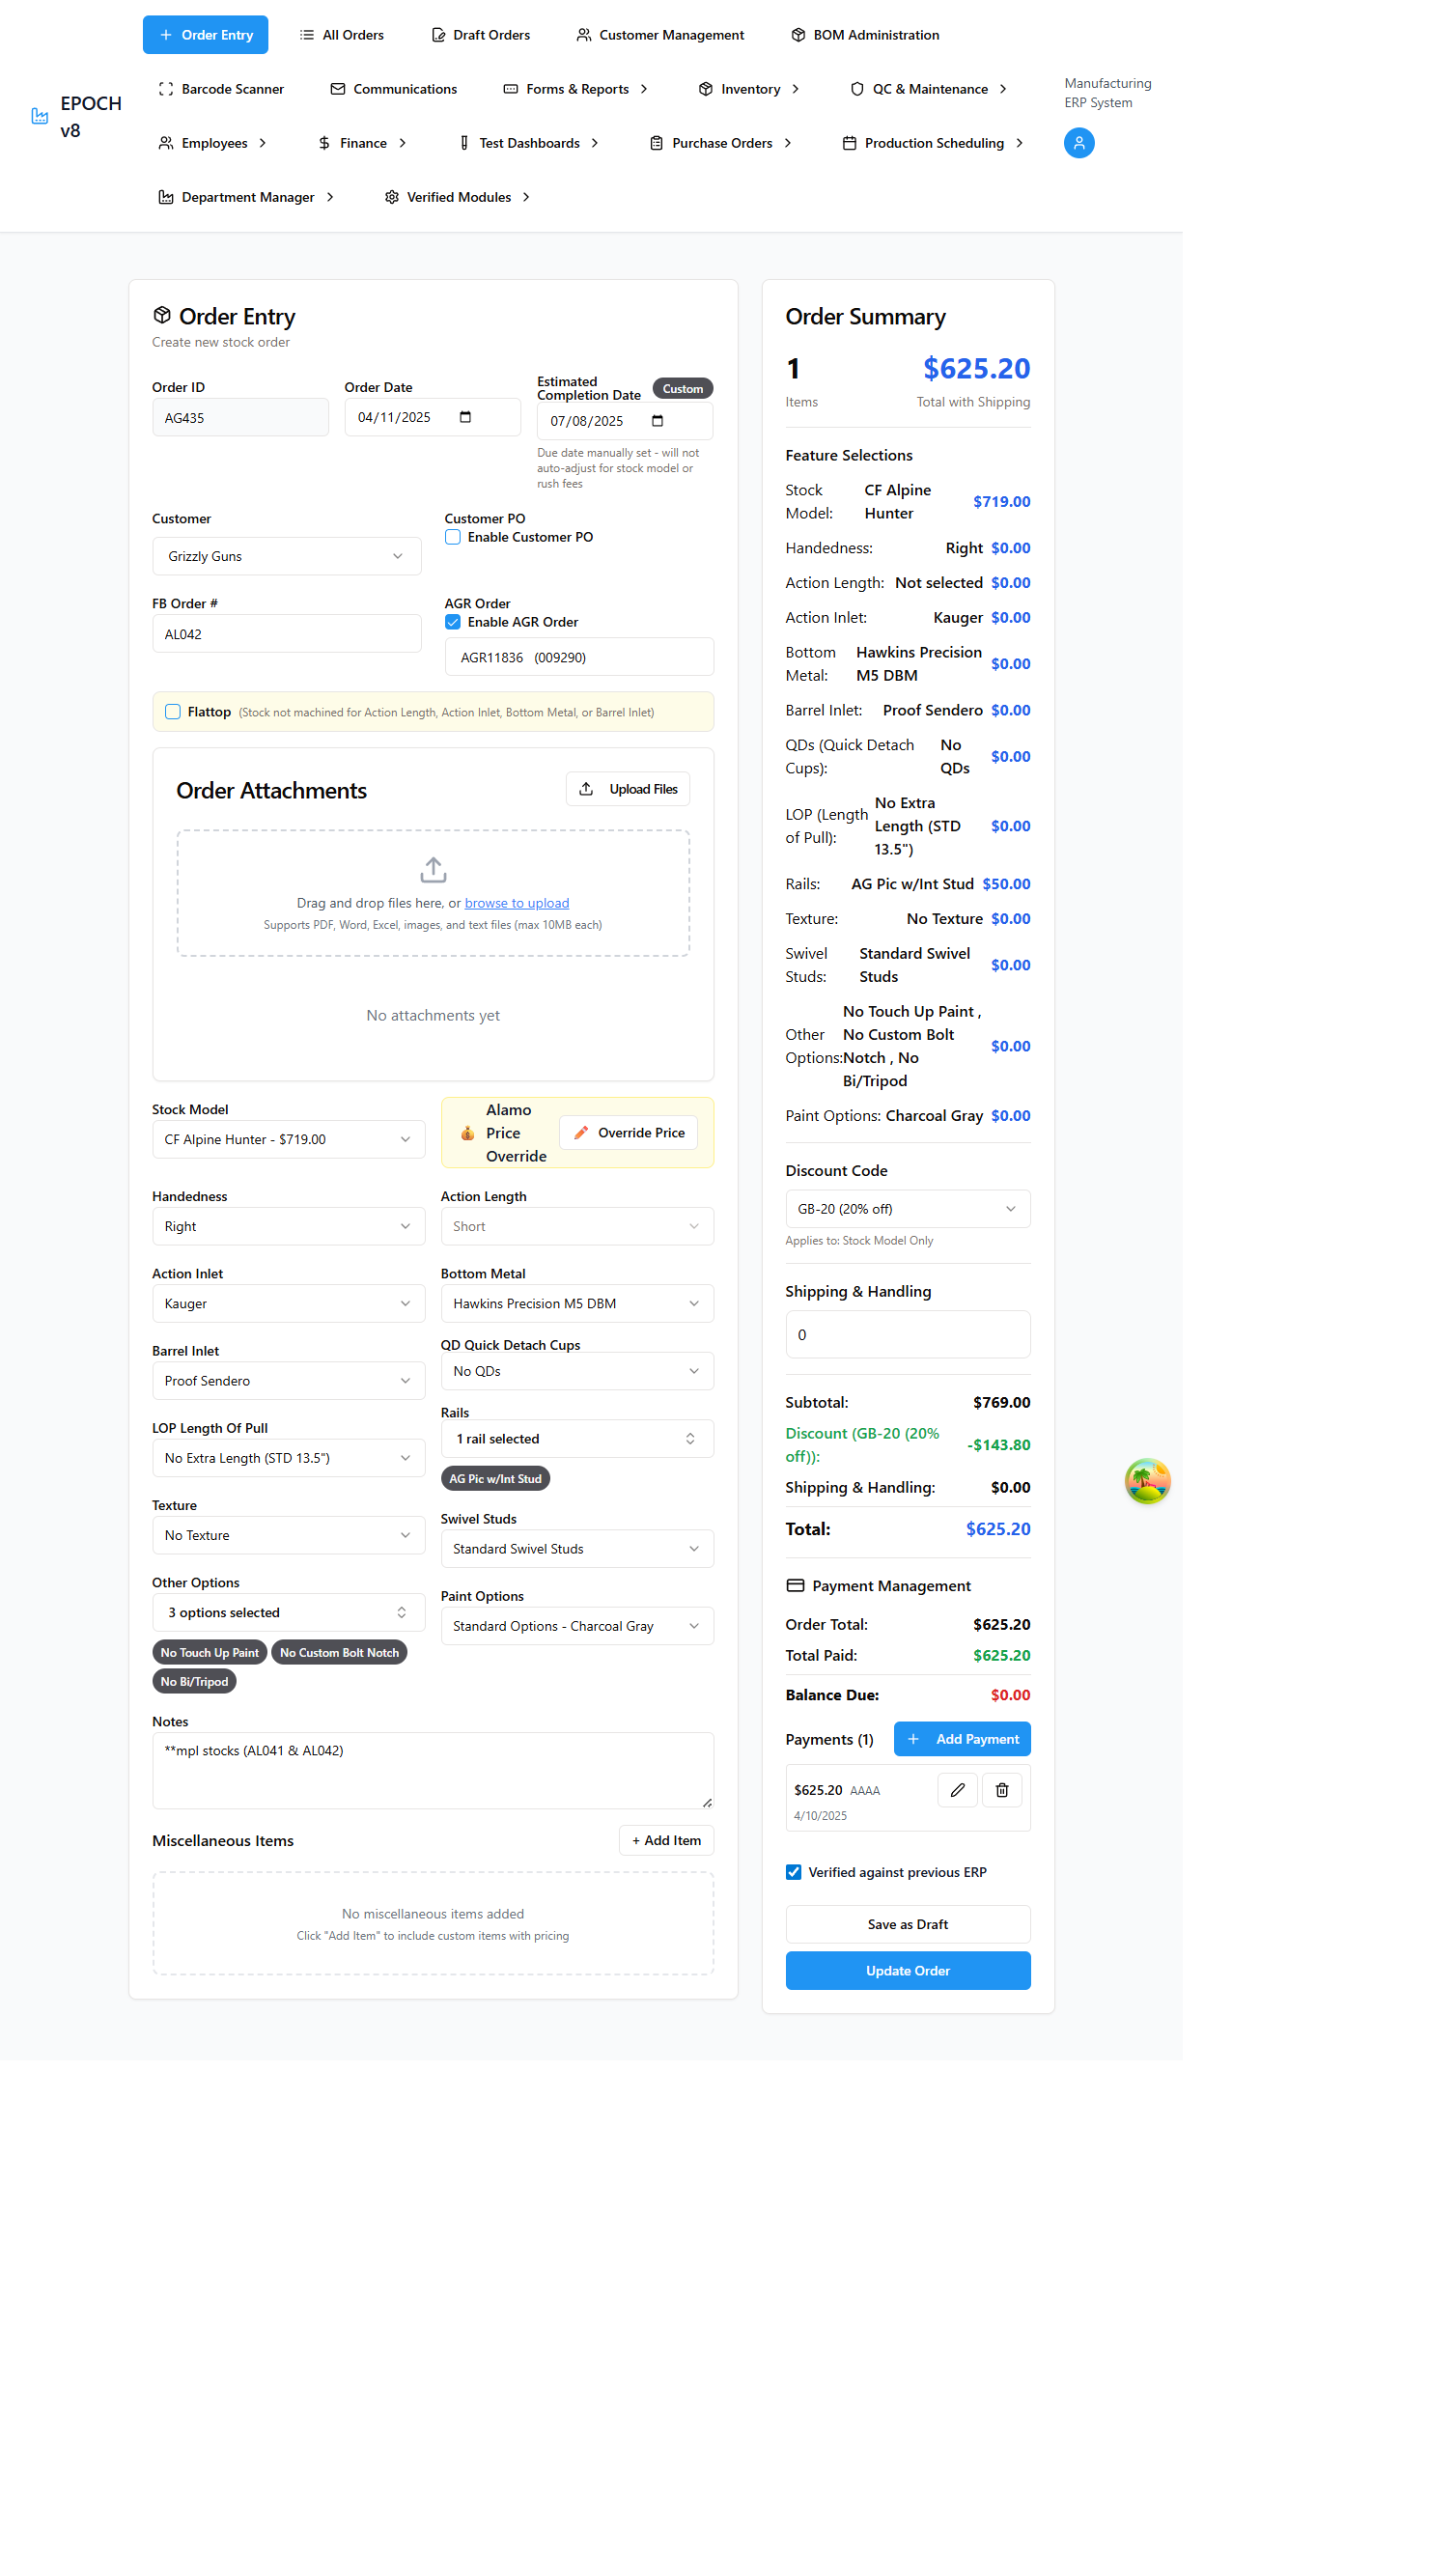 Order Entry
All Orders
Draft Orders
Customer Management
BOM Administration
Barcode Scanner
Communications
Forms & Reports
Inventory
QC & Maintenance
Employees
Finance
Test Dashboards
Purchase Orders
Production Scheduling
Department Manager
Verified Modules
EPOCH
v8
Manufacturing
ERP System
Order Entry
Create new stock order
Order ID
AG435
Order Date
04/11/2025
Estimated
Completion Date
Custom
07/08/2025
Due date manually set - will not
auto-adjust for stock model or
rush fees
Customer
Grizzly Guns
Customer PO
Enable Customer PO
FB Order #
AL042
AGR Order
Enable AGR Order
AGR11836 (009290)
Flattop (Stock not machined for Action Length, Action Inlet, Bottom Metal, or Barrel Inlet)
Order Attachments
Upload Files
Drag and drop files here, or browse to upload
Supports PDF, Word, Excel, images, and text files (max 10MB each)
No attachments yet
Stock Model
CF Alpine Hunter - $719.00
Alamo
Price
Override
Override Price
Handedness
Right
Action Length
Short
Action Inlet
Kauger
Bottom Metal
Hawkins Precision M5 DBM
Barrel Inlet
Proof Sendero
QD Quick Detach Cups
No QDs
LOP Length Of Pull
No Extra Length (STD 13.5")
Rails
1 rail selected
AG Pic w/Int Stud
Texture
No Texture
Swivel Studs
Standard Swivel Studs
Other Options
3 options selected
No Touch Up Paint
No Custom Bolt Notch
No Bi/Tripod
Paint Options
Standard Options - Charcoal Gray
Notes
**mpl stocks (AL041 & AL042)
Miscellaneous Items
+ Add Item
No miscellaneous items added
Click "Add Item" to include custom items with pricing
Order Summary
1
$625.20
Items
Total with Shipping
Feature Selections
Stock
Model:
CF Alpine
Hunter
$719.00
Handedness: Right $0.00
Action Length: Not selected $0.00
Action Inlet: Kauger $0.00
Bottom
Metal:
Hawkins Precision
M5 DBM
$0.00
Barrel Inlet: Proof Sendero $0.00
QDs (Quick Detach
Cups):
No
QDs
$0.00
LOP (Length
of Pull):
No Extra
Length (STD
13.5")
$0.00
Rails: AG Pic w/Int Stud $50.00
Texture: No Texture $0.00
Swivel
Studs:
Standard Swivel
Studs
$0.00
Other
Options:
No Touch Up Paint ,
No Custom Bolt
Notch , No
Bi/Tripod
$0.00
Paint Options: Charcoal Gray $0.00
Discount Code
GB-20 (20% off)
Applies to: Stock Model Only
Shipping & Handling
0
Subtotal: $769.00
Discount (GB-20 (20%
off)):
-$143.80
Shipping & Handling: $0.00
Total: $625.20
Payment Management
Order Total: $625.20
Total Paid: $625.20
Balance Due: $0.00
Payments (1)
Add Payment
$625.20 AAAA
4/10/2025
Verified against previous ERP
Save as Draft
Update Order